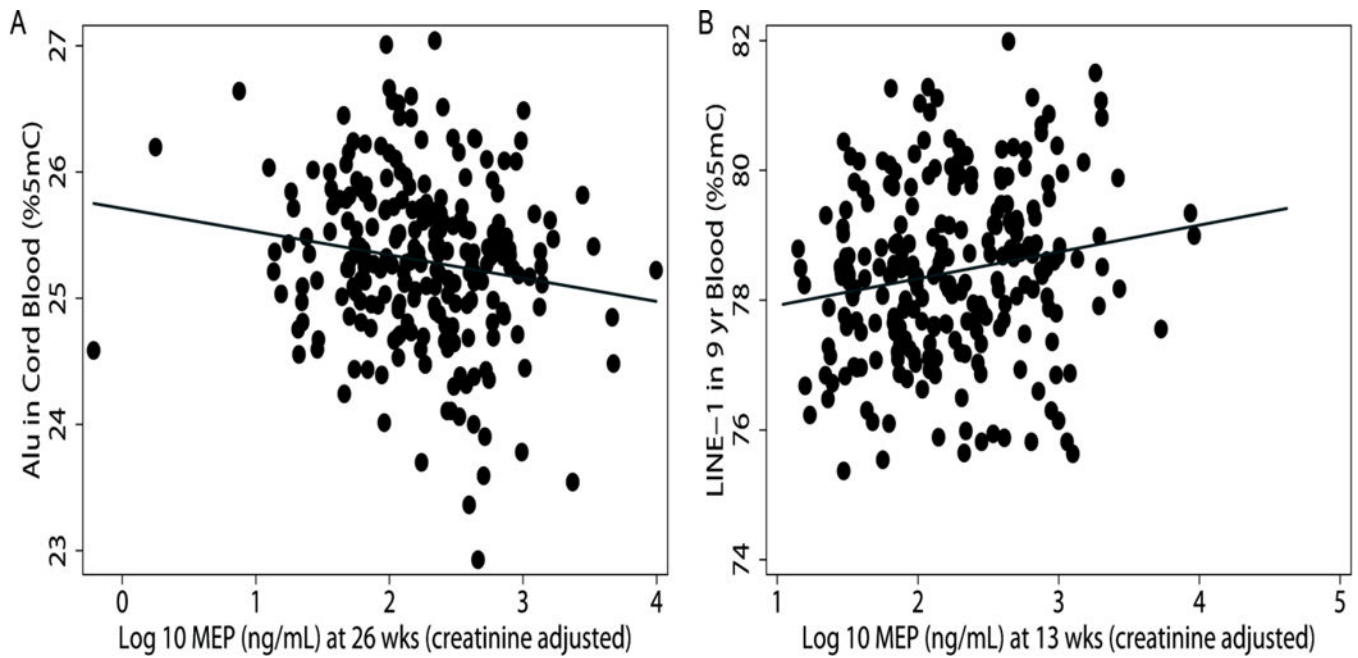 A
B
27
26
25
24
23
Alu in Cord Blood (%5mC)
0 1 2 3 4
Log 10 MEP (ng/mL) at 26 wks (creatinine adjusted)
82
80
78
76
74
LINE–1 in 9 yr Blood (%5mC)
1 2 3 4 5
Log 10 MEP (ng/mL) at 13 wks (creatinine adjusted)